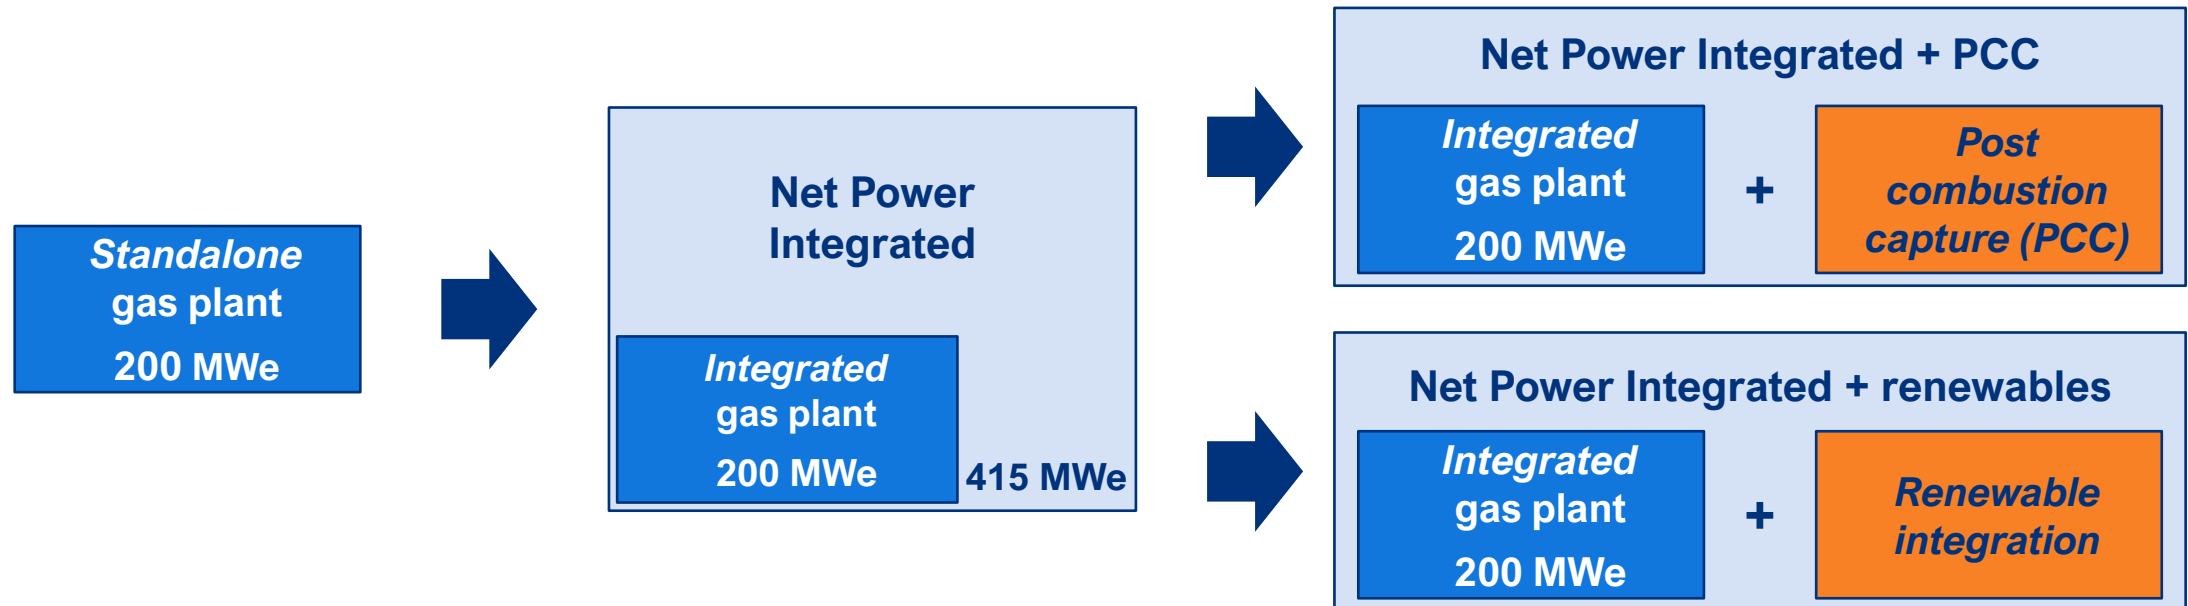 Standalone
gas plant
200 MWe
Net Power
Integrated
Integrated
gas plant
200 MWe
415 MWe
Net Power Integrated + PCC
Integrated
gas plant
200 MWe
+
Post
combustion
capture (PCC)
Net Power Integrated + renewables
Integrated
gas plant
200 MWe
+
Renewable
integration